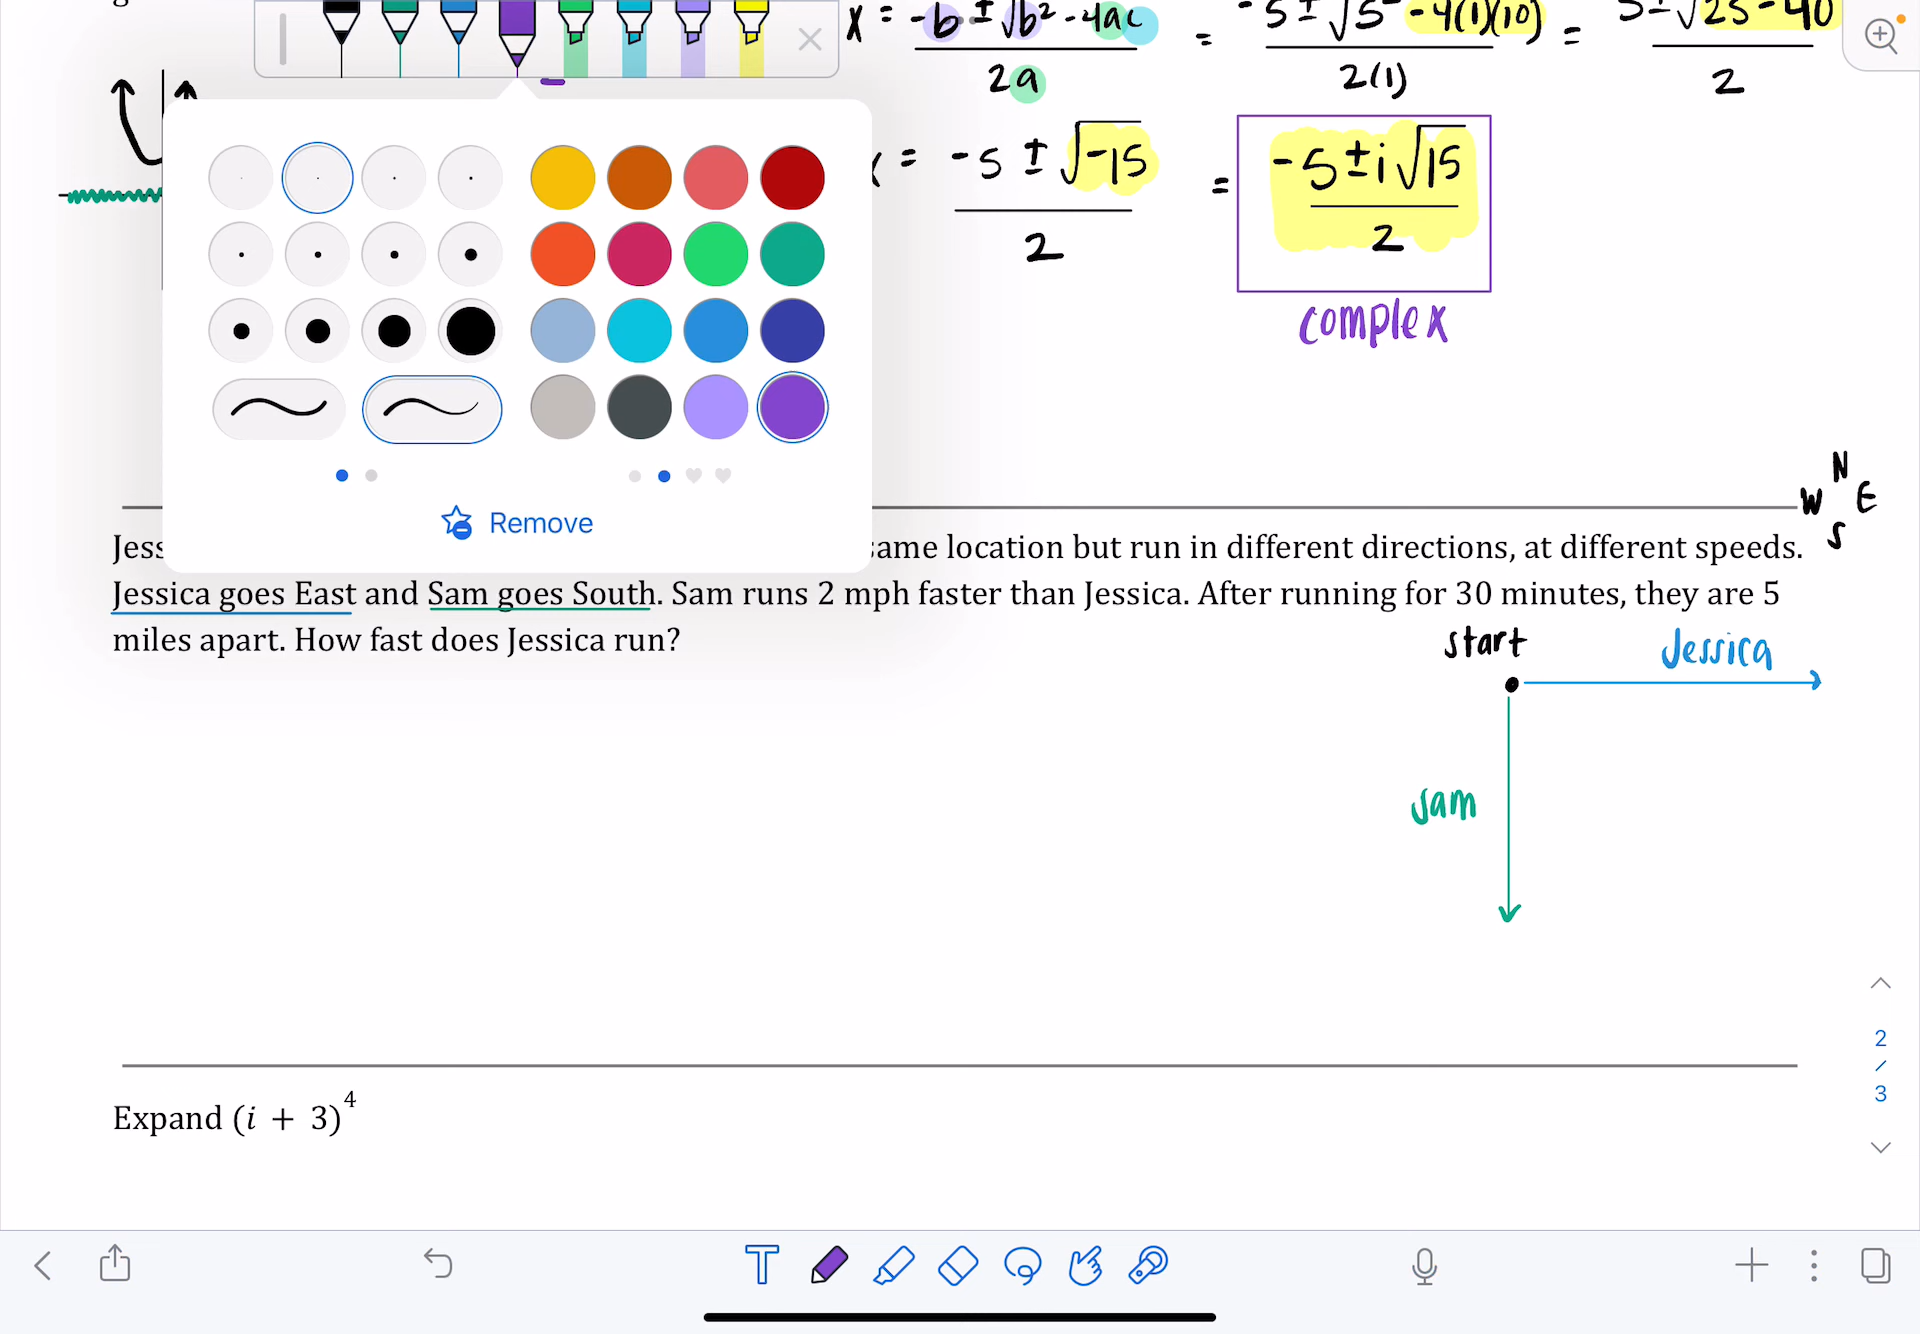 x = -b ± √b² - 4ac / 2a = -5 ± √5² - 4(1)(10) / 2(1) = 5 ± √25 - 40 / 2
x = -5 ± √-15 / 2 = -5 ± i√15 / 2
complex
Remove
N
W E
S
ame location but run in different directions, at different speeds.
Jessica goes East and Sam goes South. Sam runs 2 mph faster than Jessica. After running for 30 minutes, they are 5
miles apart. How fast does Jessica run?
start
Jessica
Sam
2
/
3
Expand (i + 3)⁴
T